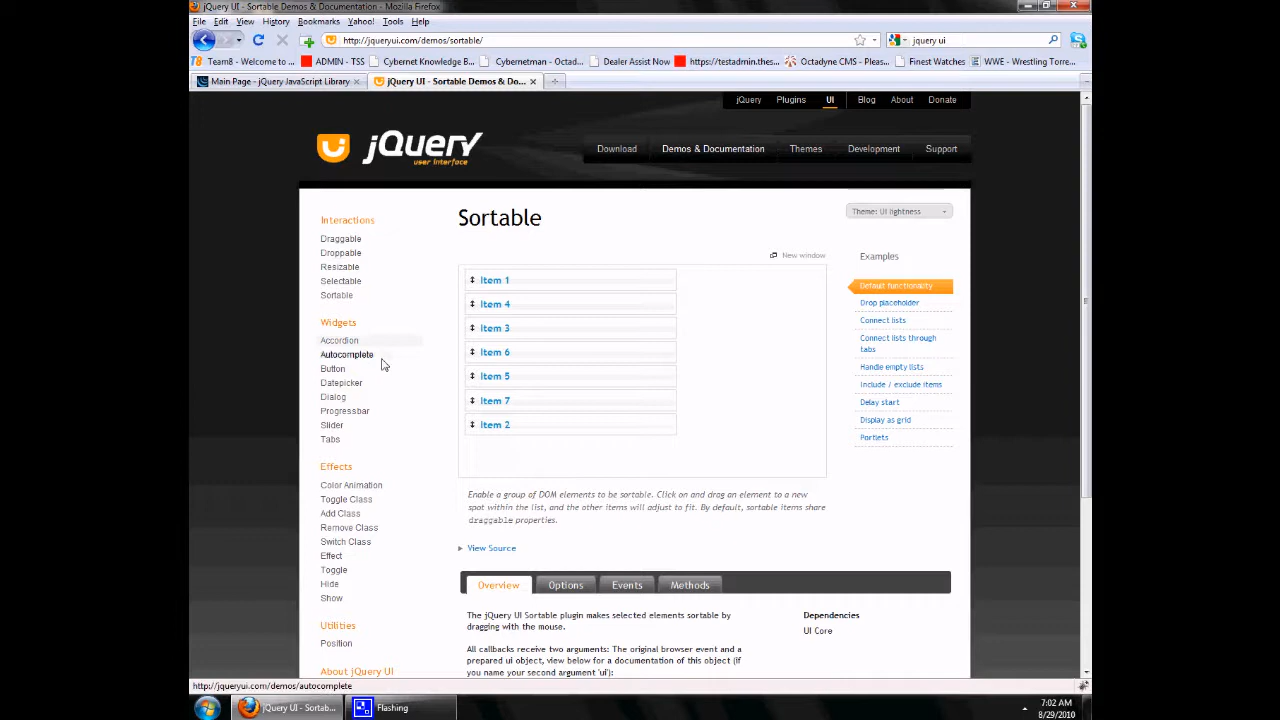 jQuery UI - Sortable Demos & Documentation - Mozilla Firefox
File Edit View History Bookmarks Yahoo! Tools Help
http://jqueryui.com/demos/sortable/
jquery ui
Team8 - Welcome to ... ADMIN - TSS Cybernet Knowledge B... Cybernetman - Octad... Dealer Assist Now https://testadmin.thes... Octadyne CMS - Pleas... Finest Watches WWE - Wrestling Torre...
Main Page - jQuery JavaScript Library
jQuery UI - Sortable Demos & Do...
jQuery Plugins UI Blog About Donate
ui jQuery
user interface
Download Demos & Documentation Themes Development Support
Interactions
Draggable
Droppable
Resizable
Selectable
Sortable
Widgets
Accordion
Autocomplete
Button
Datepicker
Dialog
Progressbar
Slider
Tabs
Effects
Color Animation
Toggle Class
Add Class
Remove Class
Switch Class
Effect
Toggle
Hide
Show
Utilities
Position
About jQuery UI
Sortable
Theme: UI lightness
New window
Item 1
Item 4
Item 3
Item 6
Item 5
Item 7
Item 2
Examples
Default functionality
Drop placeholder
Connect lists
Connect lists through
tabs
Handle empty lists
Include / exclude items
Delay start
Display as grid
Portlets
Enable a group of DOM elements to be sortable. Click on and drag an element to a new
spot within the list, and the other items will adjust to fit. By default, sortable items share
draggable properties.
View Source
Overview Options Events Methods
The jQuery UI Sortable plugin makes selected elements sortable by
dragging with the mouse.
All callbacks receive two arguments: The original browser event and a
prepared ui object, view below for a documentation of this object (if
you name your second argument 'ui'):
Dependencies
UI Core
http://jqueryui.com/demos/autocomplete
jQuery UI - Sortab...
Flashing
7:02 AM
8/29/2010